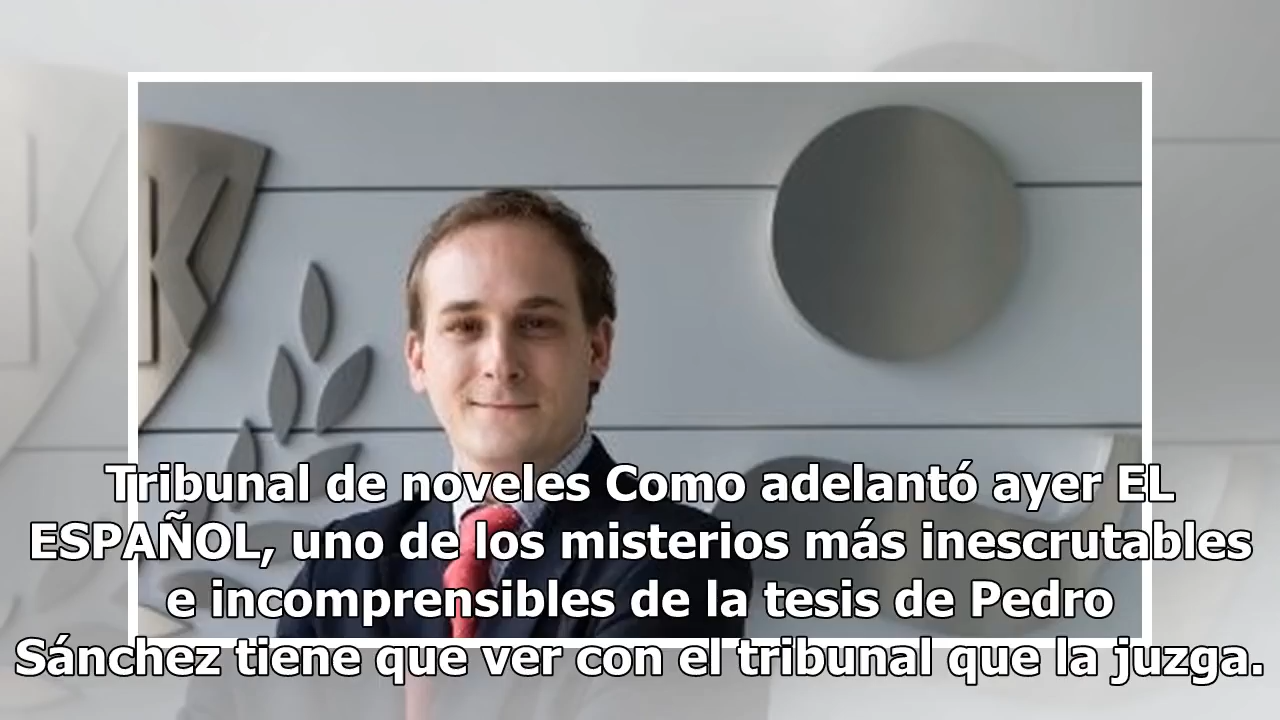 Tribunal de noveles Como adelantó ayer EL
ESPAÑOL, uno de los misterios más inescrutables
e incomprensibles de la tesis de Pedro
Sánchez tiene que ver con el tribunal que la juzga.